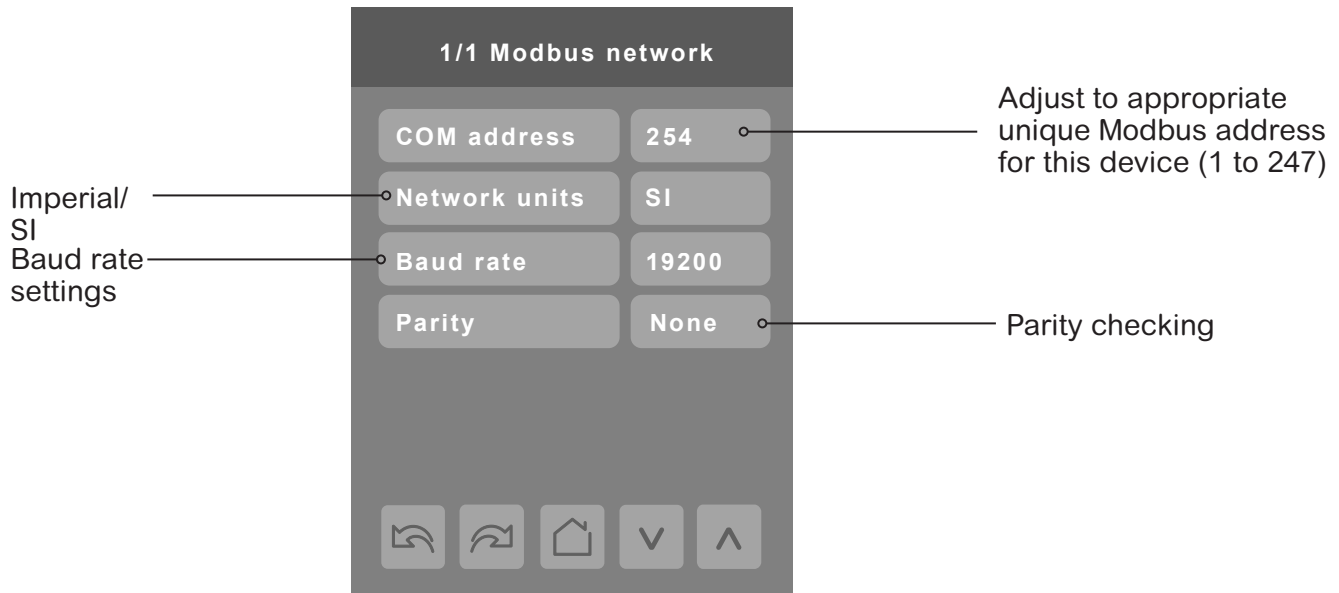 1/1 Modbus network
COM address 254
Network units SI
Baud rate 19200
Parity None
Adjust to appropriate
unique Modbus address
for this device (1 to 247)
Imperial/
SI
Baud rate
settings
Parity checking